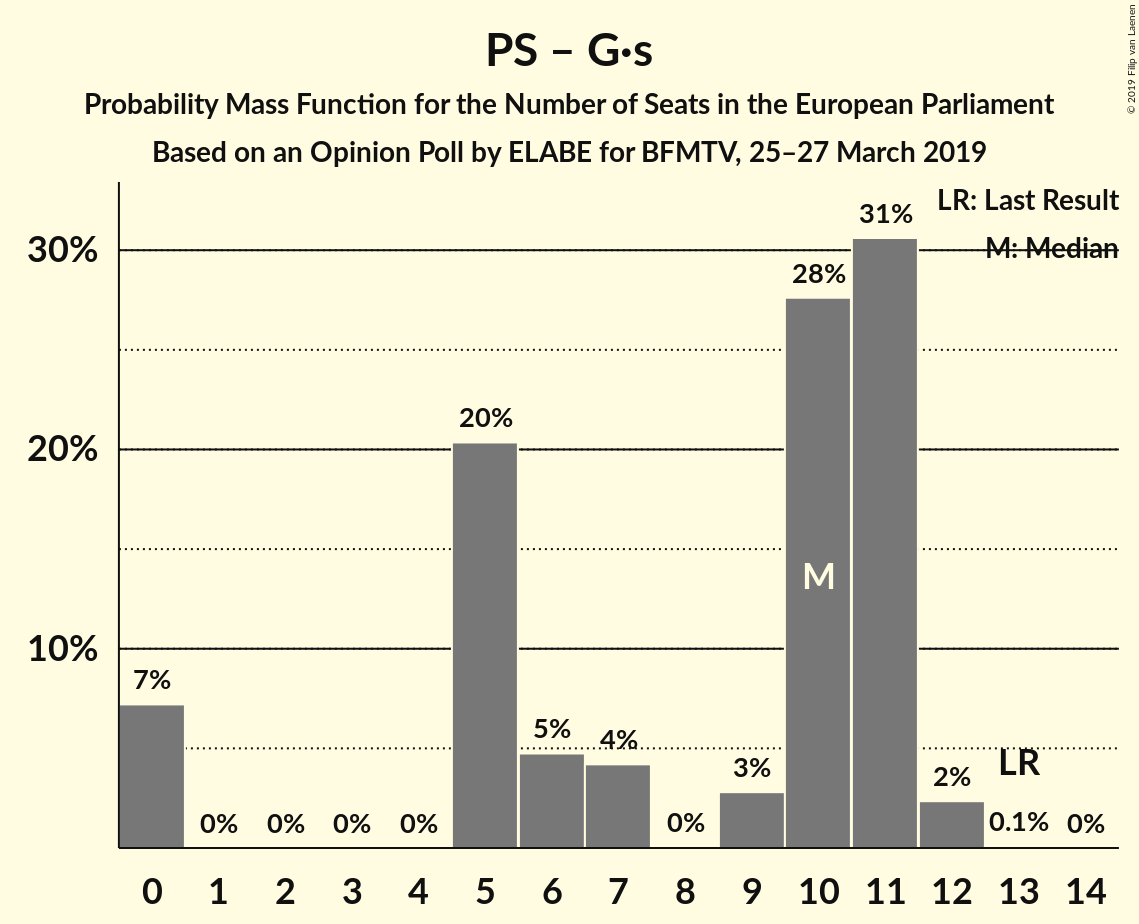 PS – G·s
Probability Mass Function for the Number of Seats in the European Parliament
Based on an Opinion Poll by ELABE for BFMTV, 25–27 March 2019
© 2019 Filip van Laenen
LR: Last Result
M: Median
30%
20%
10%
7%
0%
0%
0%
0%
20%
5%
4%
0%
3%
28%
31%
2%
0.1%
0%
M
LR
0 1 2 3 4 5 6 7 8 9 10 11 12 13 14